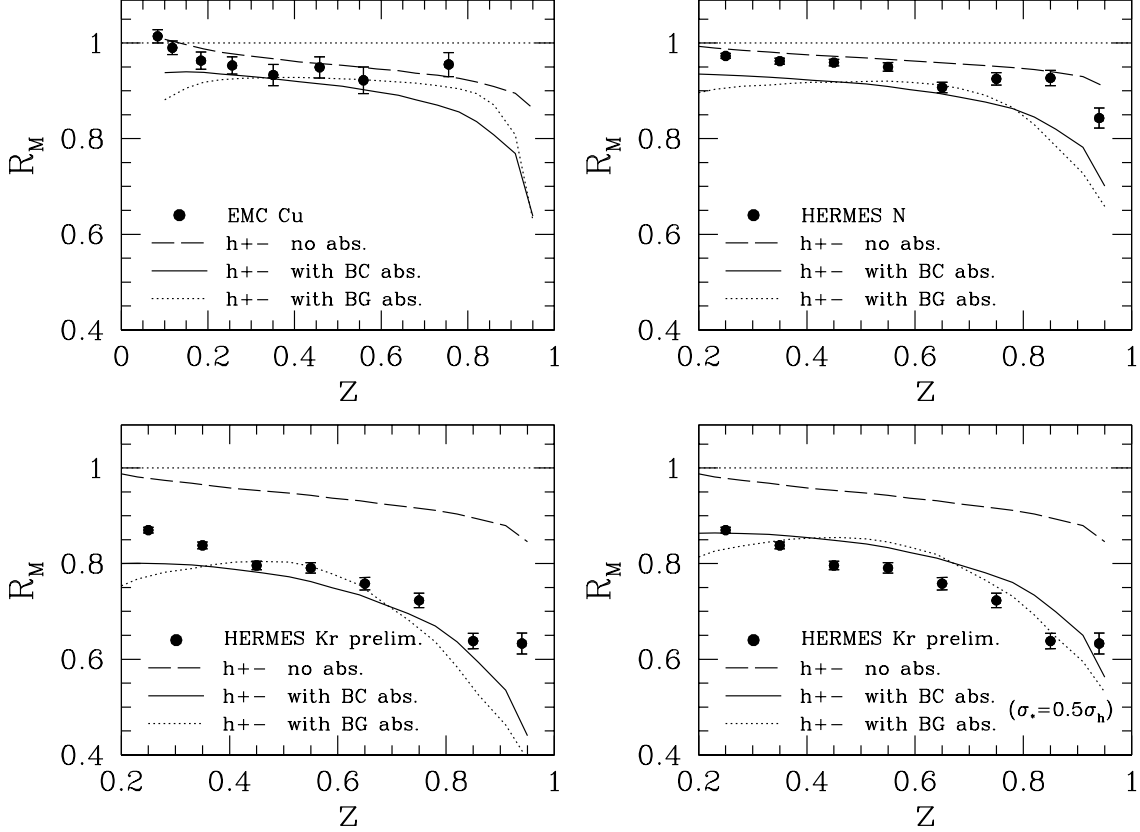 1
0.8
0.6
0.4
R_M
EMC Cu
h+− no abs.
h+− with BC abs.
h+− with BG abs.
0 0.2 0.4 0.6 0.8 1
Z
1
0.8
0.6
0.4
R_M
HERMES N
h+− no abs.
h+− with BC abs.
h+− with BG abs.
0.2 0.4 0.6 0.8 1
Z
1
0.8
0.6
0.4
R_M
HERMES Kr prelim.
h+− no abs.
h+− with BC abs.
h+− with BG abs.
0.2 0.4 0.6 0.8 1
Z
1
0.8
0.6
0.4
R_M
HERMES Kr prelim.
h+− no abs.
h+− with BC abs.
h+− with BG abs.
(σ_*=0.5σ_h)
0.2 0.4 0.6 0.8 1
Z